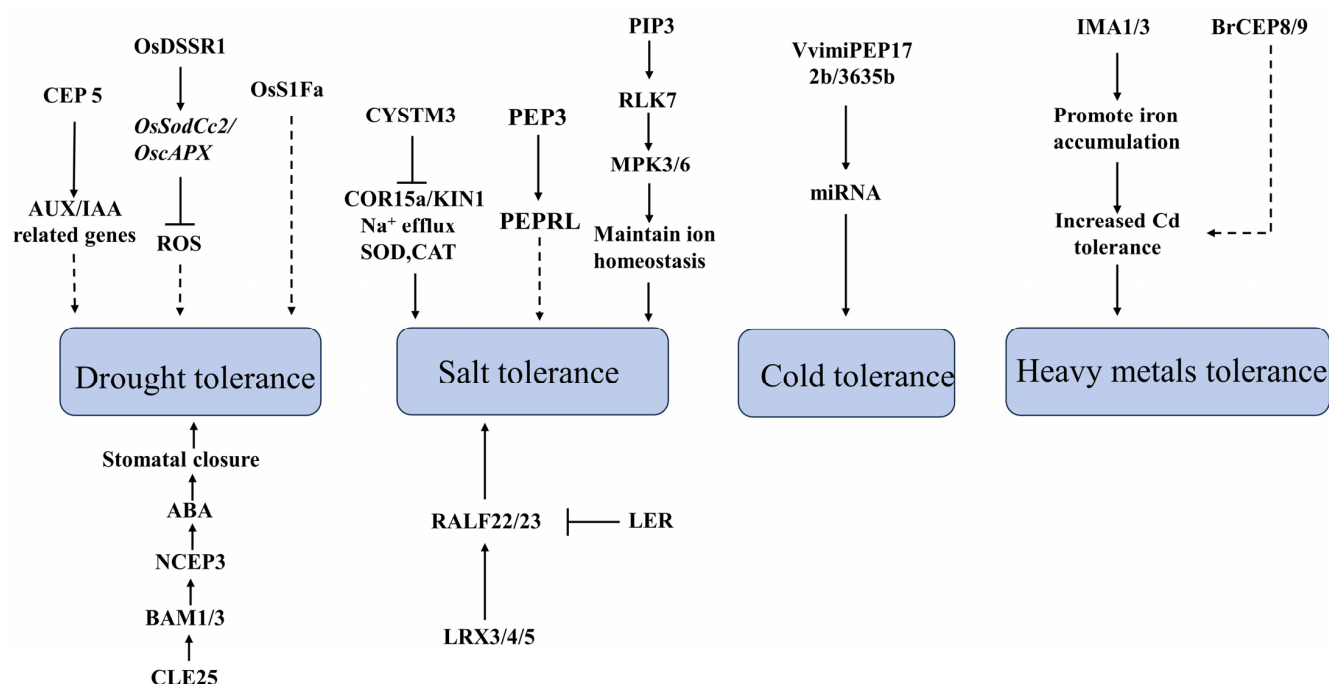 OsDSSR1
CEP 5
OsS1Fa
OsSodCc2/
OscAPX
AUX/IAA
related genes
ROS
Drought tolerance
Stomatal closure
ABA
NCEP3
BAM1/3
CLE25
PIP3
CYSTM3
PEP3
RLK7
MPK3/6
COR15a/KIN1
Na⁺ efflux
SOD,CAT
PEPRL
Maintain ion
homeostasis
Salt tolerance
RALF22/23
LER
LRX3/4/5
VvimiPEP17
2b/3635b
miRNA
Cold tolerance
IMA1/3
BrCEP8/9
Promote iron
accumulation
Increased Cd
tolerance
Heavy metals tolerance